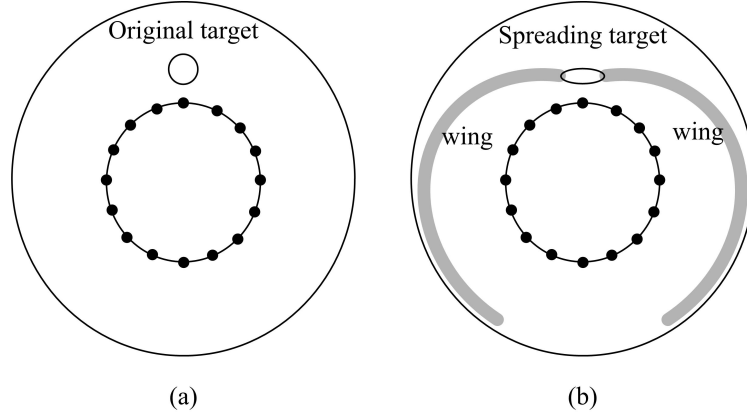 Original target
Spreading target
wing
wing
(a)
(b)